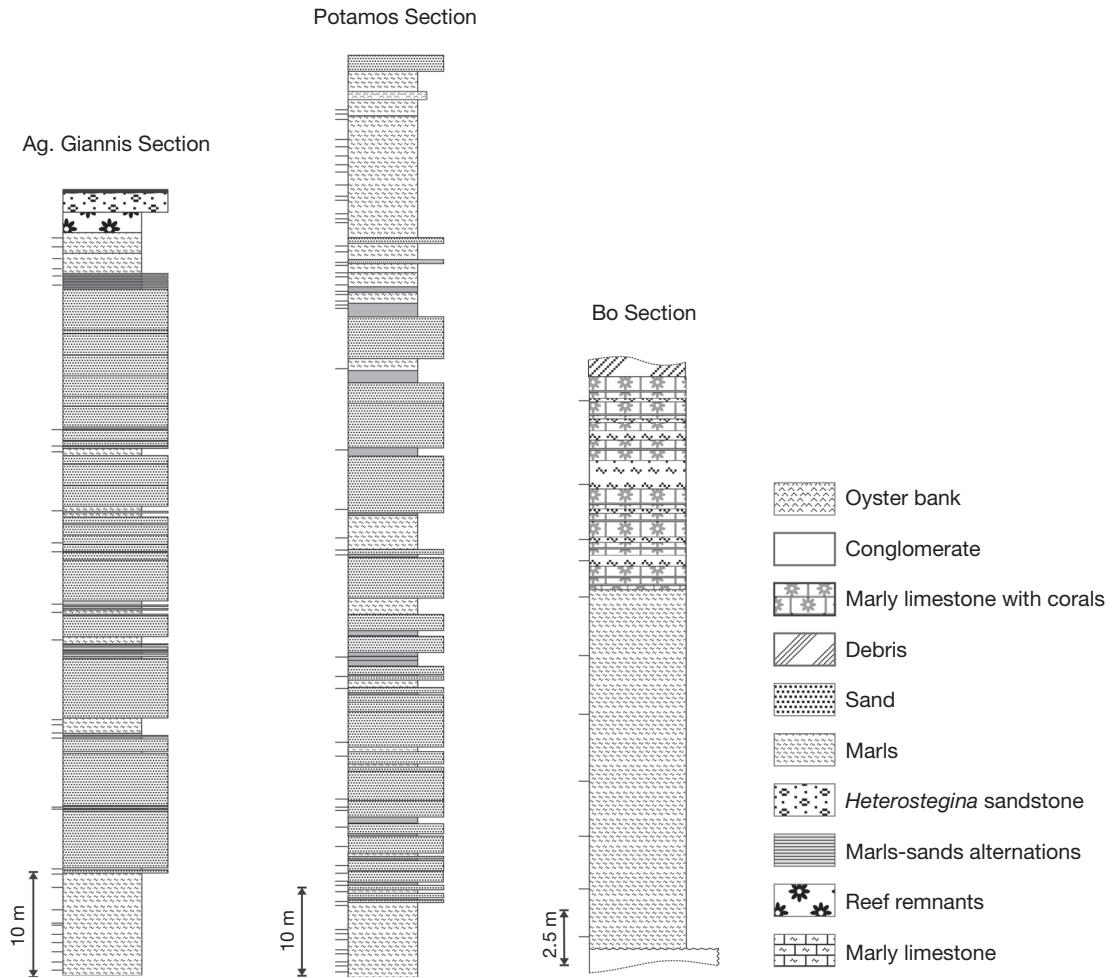 Potamos Section
Ag. Giannis Section
Bo Section
10 m
10 m
2.5 m
Oyster bank
Conglomerate
Marly limestone with corals
Debris
Sand
Marls
Heterostegina sandstone
Marls-sands alternations
Reef remnants
Marly limestone